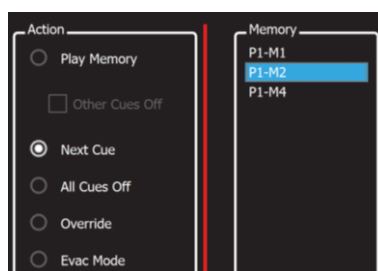 Action
Play Memory
Other Cues Off
Next Cue
All Cues Off
Override
Evac Mode
Memory
P1-M1
P1-M2
P1-M4